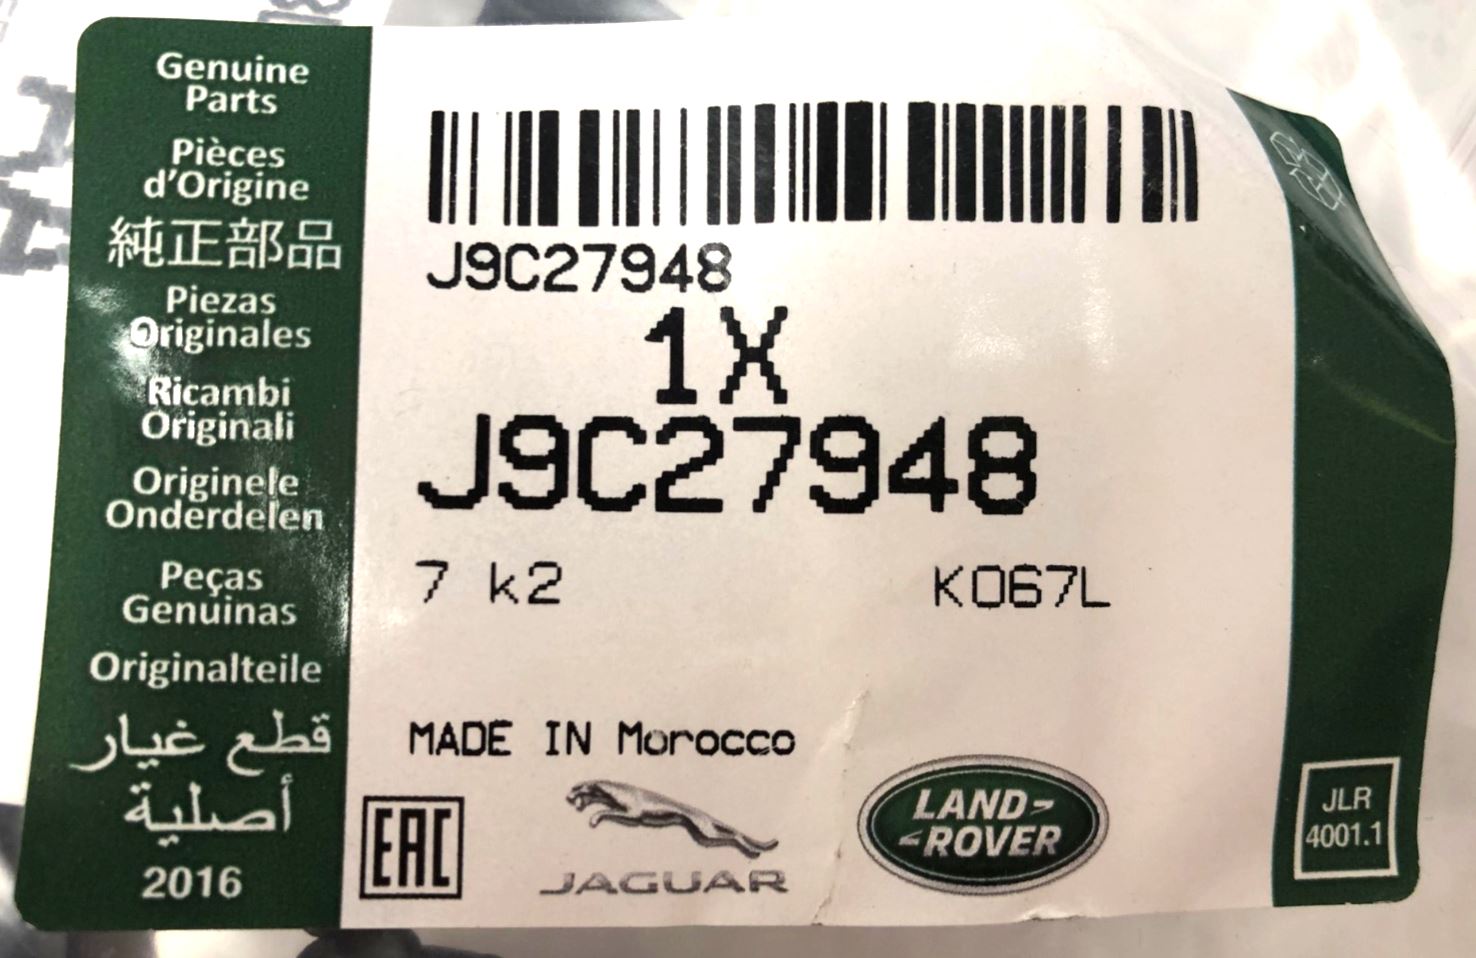 Genuine
Parts
Pièces
d'Origine
純正部品
Piezas
Originales
Ricambi
Originali
Originele
Onderdelen
Peças
Genuinas
Originalteile
قطع غيار
أصلية
2016
J9C27948
1X
J9C27948
7 k2 K067L
MADE IN Morocco
EAC
JAGUAR
LAND-
-ROVER
JLR
4001.1